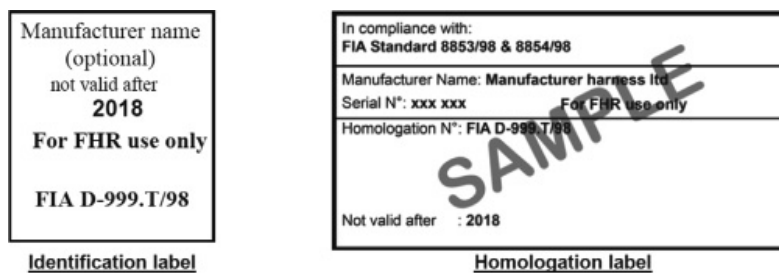 Manufacturer name
(optional)
not valid after
2018
For FHR use only
FIA D-999.T/98
Identification label
In compliance with:
FIA Standard 8853/98 & 8854/98
Manufacturer Name: Manufacturer harness ltd
Serial N°: xxx xxx For FHR use only
Homologation N°: FIA D-999.T/98
SAMPLE
Not valid after : 2018
Homologation label